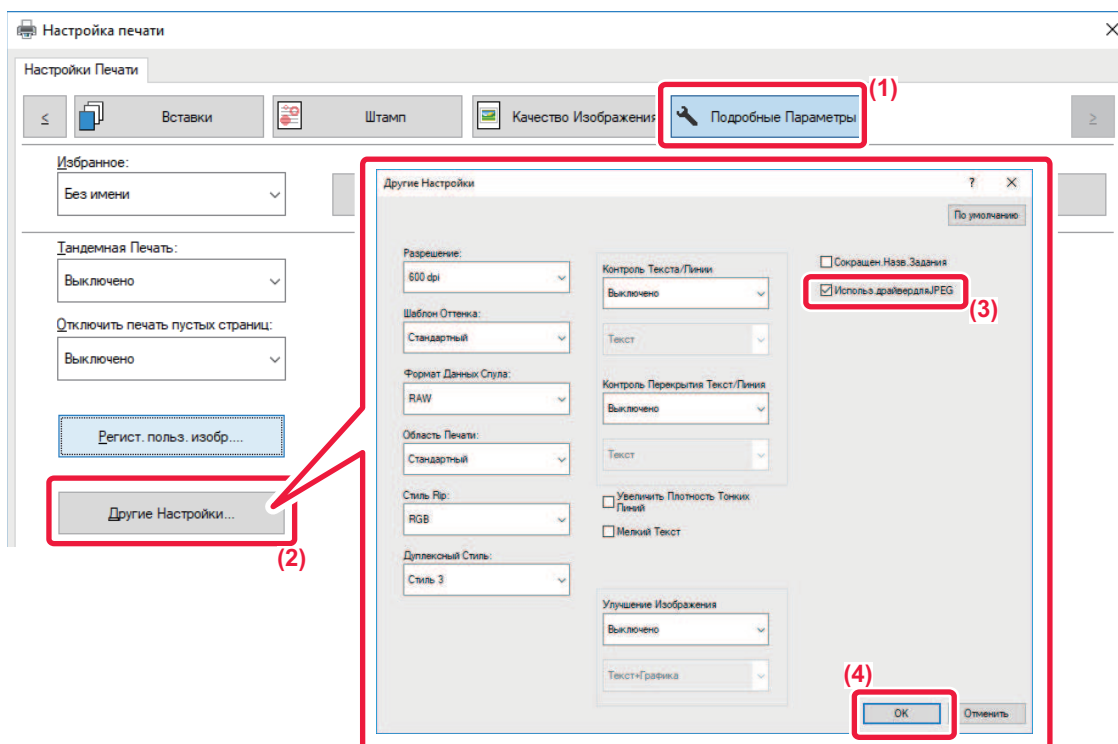 Настройка печати
Настройки Печати
(1)
<
Вставки
Штамп
Качество Изображения
Подробные Параметры
>
Избранное:
Без имени
Тандемная Печать:
Выключено
Отключить печать пустых страниц:
Выключено
Регист. польз. изобр....
Другие Настройки...
(2)
Другие Настройки
?
По умолчанию
Разрешение:
600 dpi
Шаблон Оттенка:
Стандартный
Формат Данных Спула:
RAW
Область Печати:
Стандартный
Стиль Rip:
RGB
Дуплексный Стиль:
Стиль 3
Контроль Текста/Линии
Выключено
Текст
Контроль Перекрытия Текст/Линия
Выключено
Текст
Увеличить Плотность Тонких
Линий
Мелкий Текст
Улучшение Изображения
Выключено
Текст+Графика
Сокращен.Назв.Задания
Использ.драйвердляJPEG
(3)
(4)
OK
Отменить